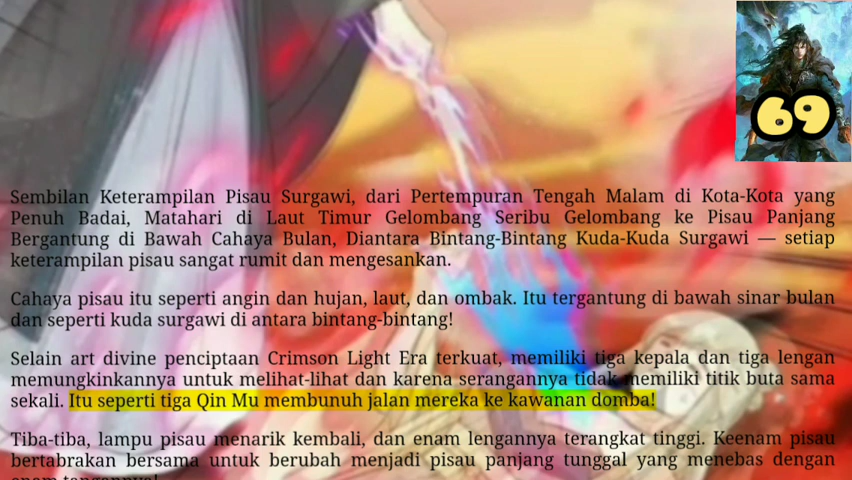 69
Sembilan Keterampilan Pisau Surgawi, dari Pertempuran Tengah Malam di Kota-Kota yang
Penuh Badai, Matahari di Laut Timur Gelombang Seribu Gelombang ke Pisau Panjang
Bergantung di Bawah Cahaya Bulan, Diantara Bintang-Bintang Kuda-Kuda Surgawi — setiap
keterampilan pisau sangat rumit dan mengesankan.
Cahaya pisau itu seperti angin dan hujan, laut, dan ombak. Itu tergantung di bawah sinar bulan
dan seperti kuda surgawi di antara bintang-bintang!
Selain art divine penciptaan Crimson Light Era terkuat, memiliki tiga kepala dan tiga lengan
memungkinkannya untuk melihat-lihat dan karena serangannya tidak memiliki titik buta sama
sekali. Itu seperti tiga Qin Mu membunuh jalan mereka ke kawanan domba!
Tiba-tiba, lampu pisau menarik kembali, dan enam lengannya terangkat tinggi. Keenam pisau
bertabrakan bersama untuk berubah menjadi pisau panjang tunggal yang menebas dengan
enam tangannya!